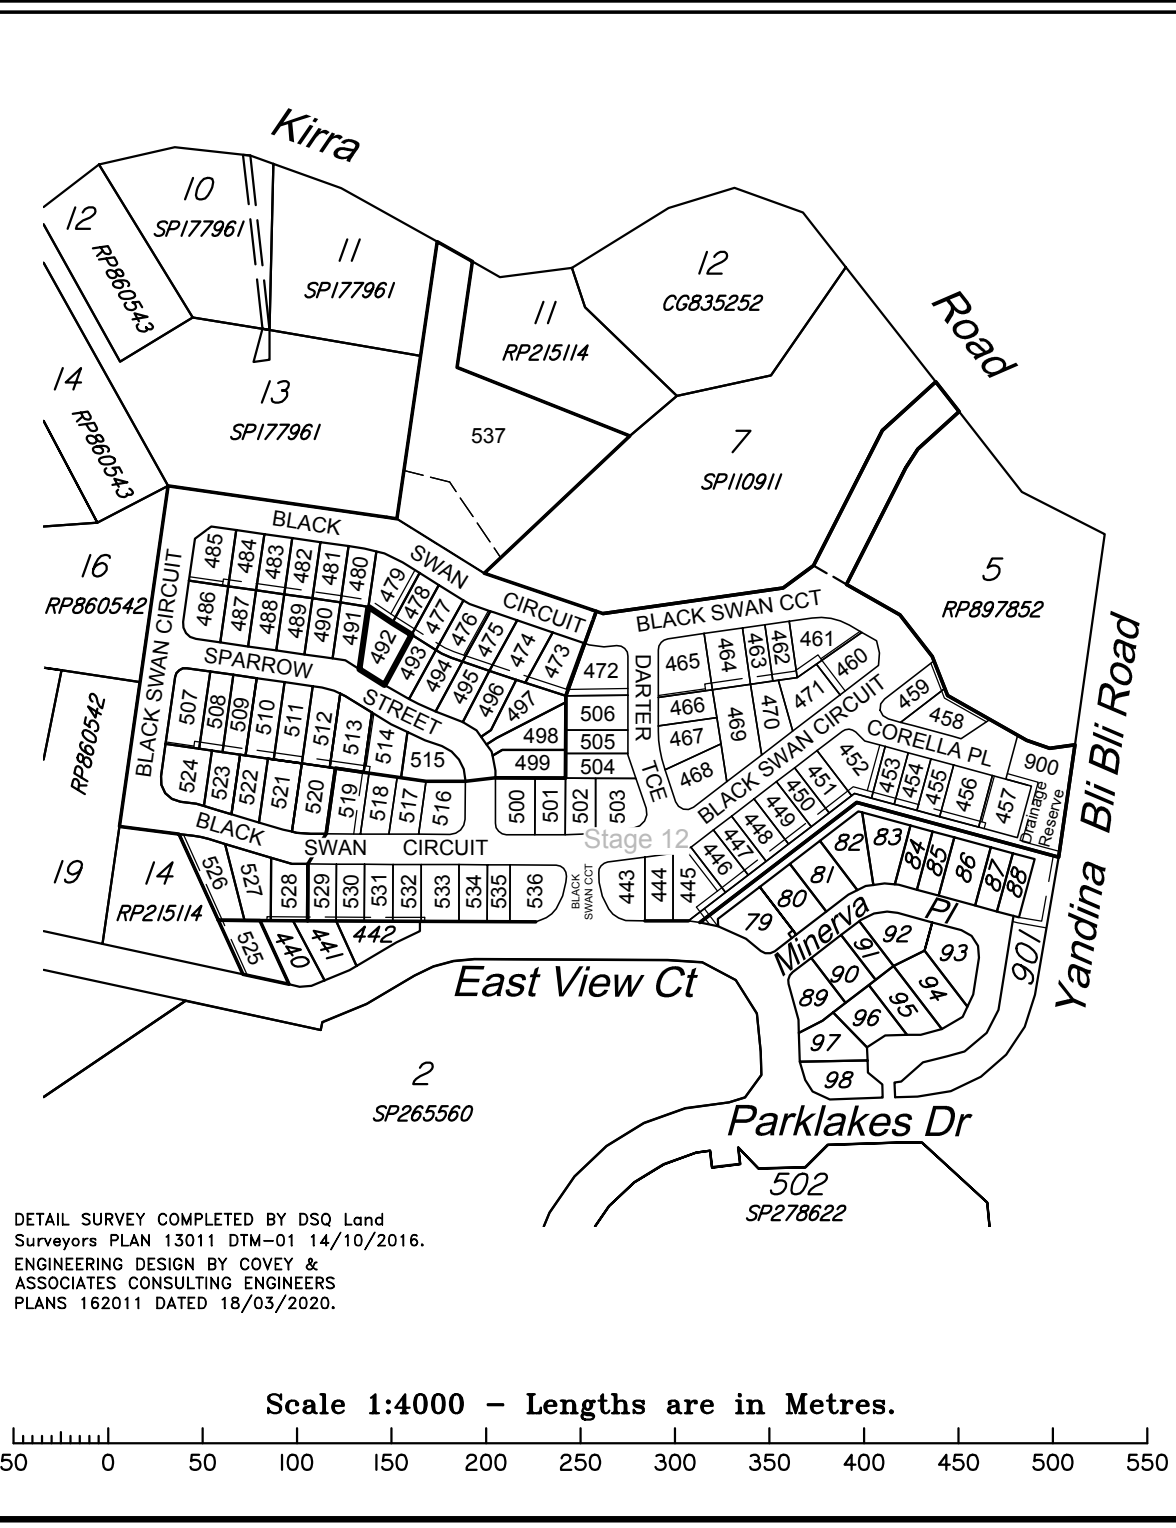 Kirra
Road
10
SP177961
12
RP860543
11
SP177961
12
CG835252
11
RP215114
14
RP860543
13
SP177961
537
7
SP110911
5
RP897852
16
RP860542
BLACK
SWAN
CIRCUIT
BLACK SWAN CCT
BLACK SWAN CIRCUIT
485
484
483
482
481
480
479
478
477
476
475
474
473
472
486
487
488
489
490
491
492
493
494
495
496
497
498
499
SPARROW
STREET
507
508
509
510
511
512
513
514
515
524
523
522
521
520
519
518
517
516
506
505
504
500
501
502
503
DARTER
TCE
465
464
463
462
461
460
466
467
468
469
470
471
BLACK SWAN CIRCUIT
459
458
CORELLA PL
452
453
454
455
456
457
900
Drainage
Reserve
451
450
449
448
447
446
445
444
443
Stage 12
BLACK
SWAN
CIRCUIT
BLACK
SWAN CCT
526
527
528
529
530
531
532
533
534
535
536
525
440
441
442
RP860542
19
14
RP215114
82
83
84
85
86
87
88
81
80
79
Minerva
Pl
92
91
90
89
93
94
95
96
97
98
901
Yandina Bli Bli Road
East View Ct
Parklakes Dr
2
SP265560
502
SP278622
DETAIL SURVEY COMPLETED BY DSQ Land
Surveyors PLAN 13011 DTM-01 14/10/2016.
ENGINEERING DESIGN BY COVEY &
ASSOCIATES CONSULTING ENGINEERS
PLANS 162011 DATED 18/03/2020.
Scale 1:4000 - Lengths are in Metres.
50 0 50 100 150 200 250 300 350 400 450 500 550